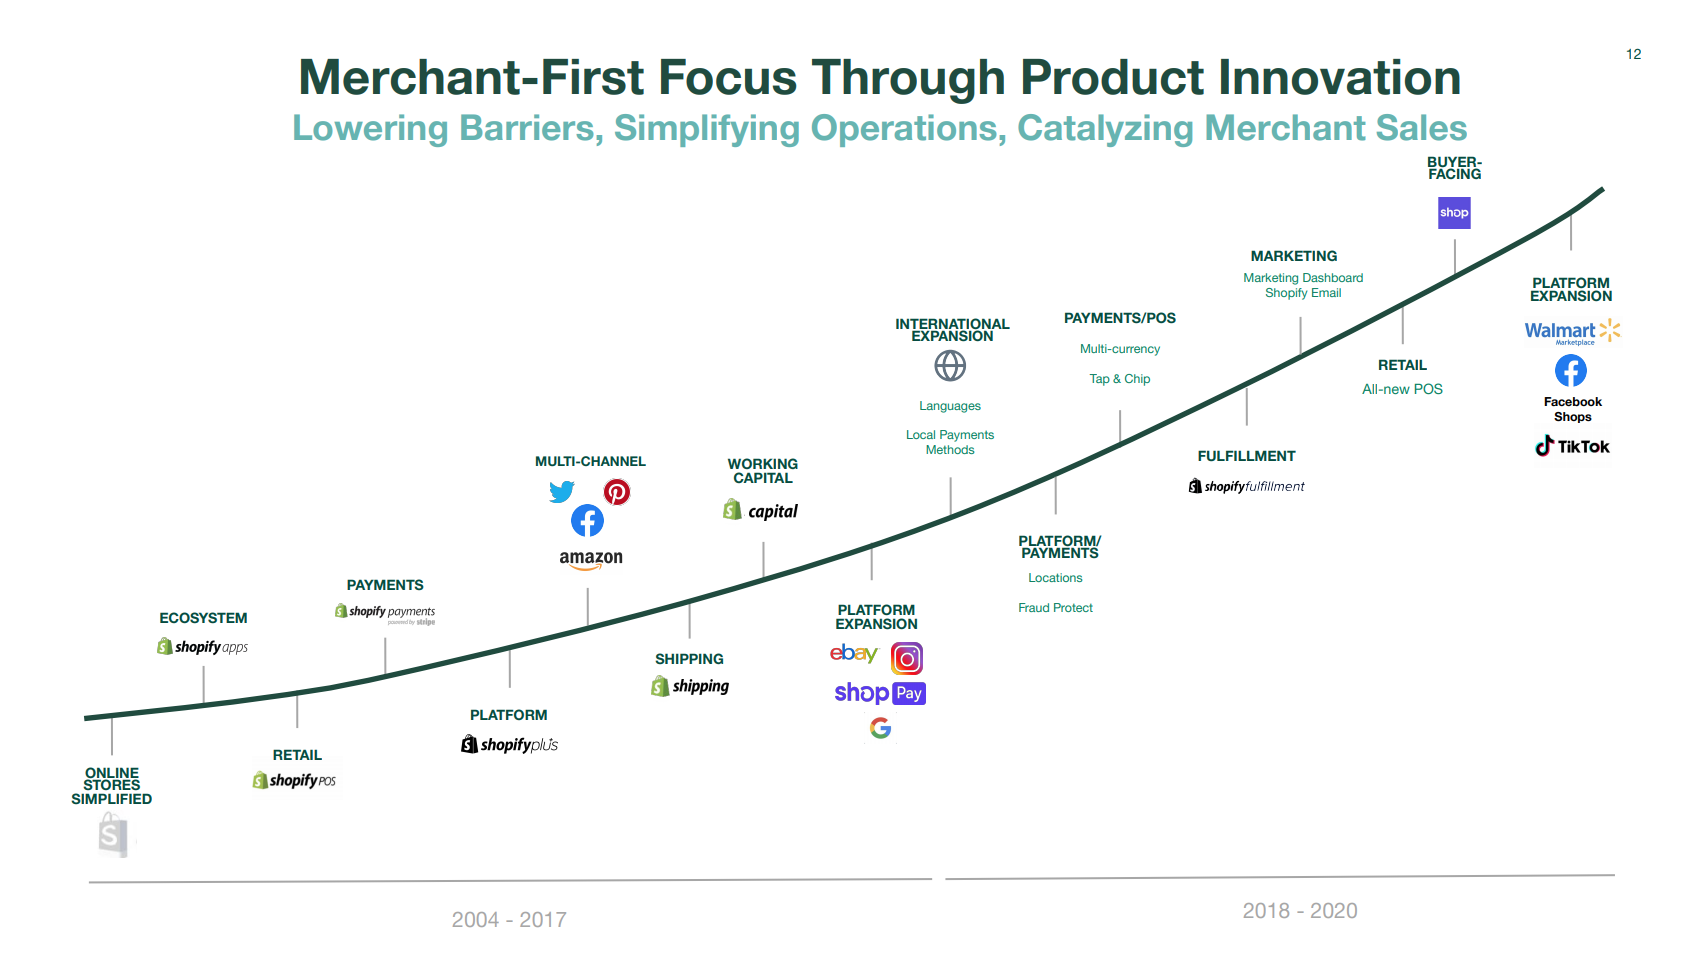 12
Merchant-First Focus Through Product Innovation
Lowering Barriers, Simplifying Operations, Catalyzing Merchant Sales
ONLINE
STORES
SIMPLIFIED
S
ECOSYSTEM
shopify apps
RETAIL
shopify POS
PAYMENTS
shopify payments
powered by stripe
PLATFORM
shopifyplus
MULTI-CHANNEL
amazon
SHIPPING
shipping
WORKING
CAPITAL
capital
PLATFORM
EXPANSION
ebay
shop Pay
G
INTERNATIONAL
EXPANSION
Languages
Local Payments
Methods
PLATFORM/
PAYMENTS
Locations
Fraud Protect
PAYMENTS/POS
Multi-currency
Tap & Chip
FULFILLMENT
shopify fulfillment
MARKETING
Marketing Dashboard
Shopify Email
RETAIL
All-new POS
BUYER-
FACING
shop
PLATFORM
EXPANSION
Walmart
Marketplace
Facebook
Shops
TikTok
2004 - 2017
2018 - 2020